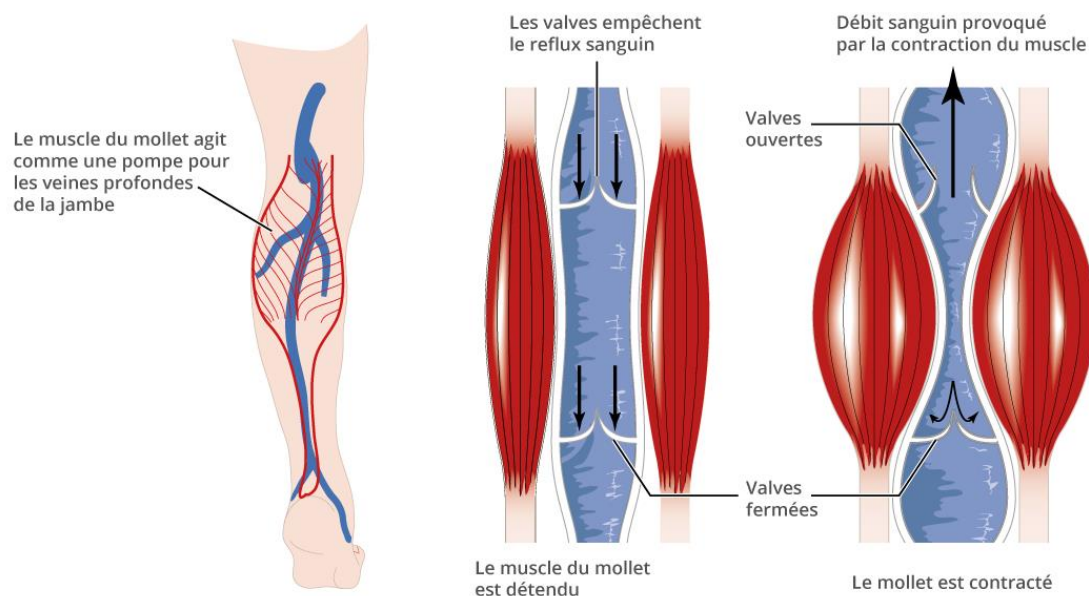 Les valves empêchent
le reflux sanguin
Débit sanguin provoqué
par la contraction du muscle
Le muscle du mollet agit
comme une pompe pour
les veines profondes
de la jambe
Valves
ouvertes
Valves
fermées
Le muscle du mollet
est détendu
Le mollet est contracté